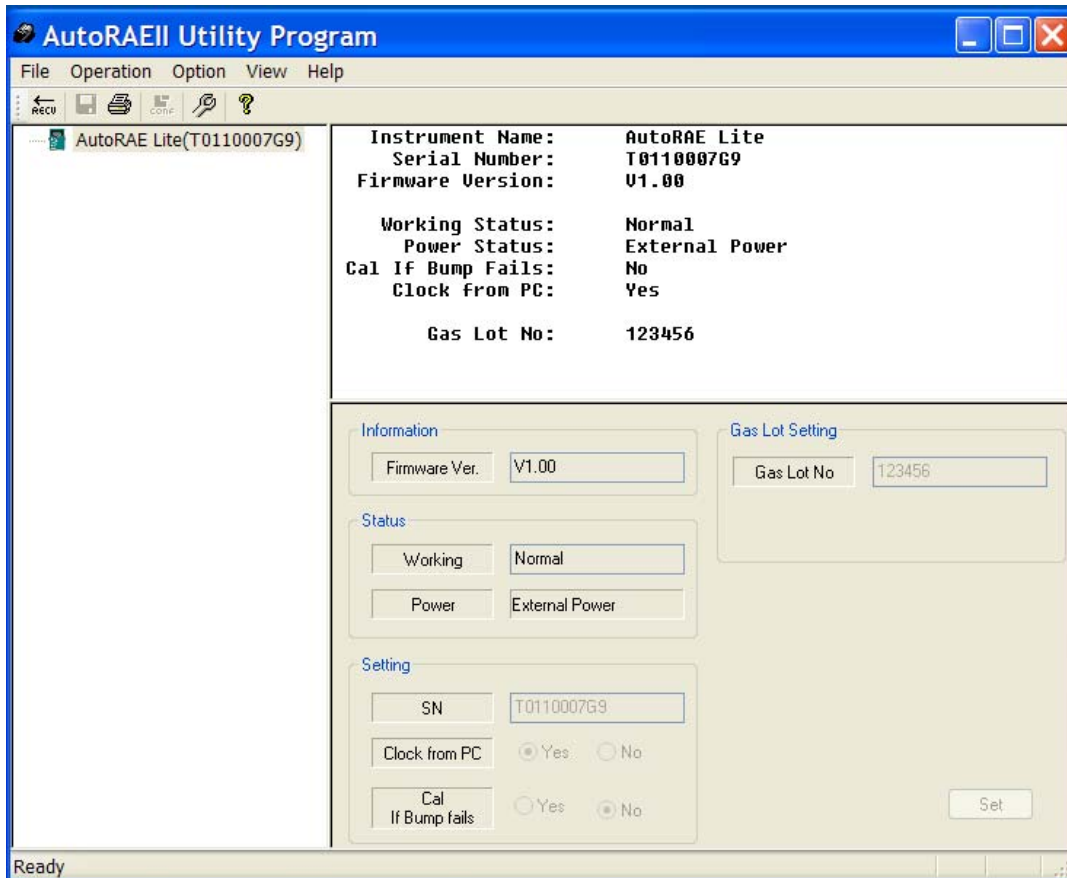 AutoRAEII Utility Program
File Operation Option View Help
RECV CONF
AutoRAE Lite(T0110007G9)
Instrument Name: AutoRAE Lite
Serial Number: T0110007G9
Firmware Version: V1.00
Working Status: Normal
Power Status: External Power
Cal If Bump Fails: No
Clock from PC: Yes
Gas Lot No: 123456
Information
Firmware Ver. V1.00
Status
Working Normal
Power External Power
Setting
SN T0110007G9
Clock from PC Yes No
Cal
If Bump fails Yes No
Gas Lot Setting
Gas Lot No 123456
Set
Ready